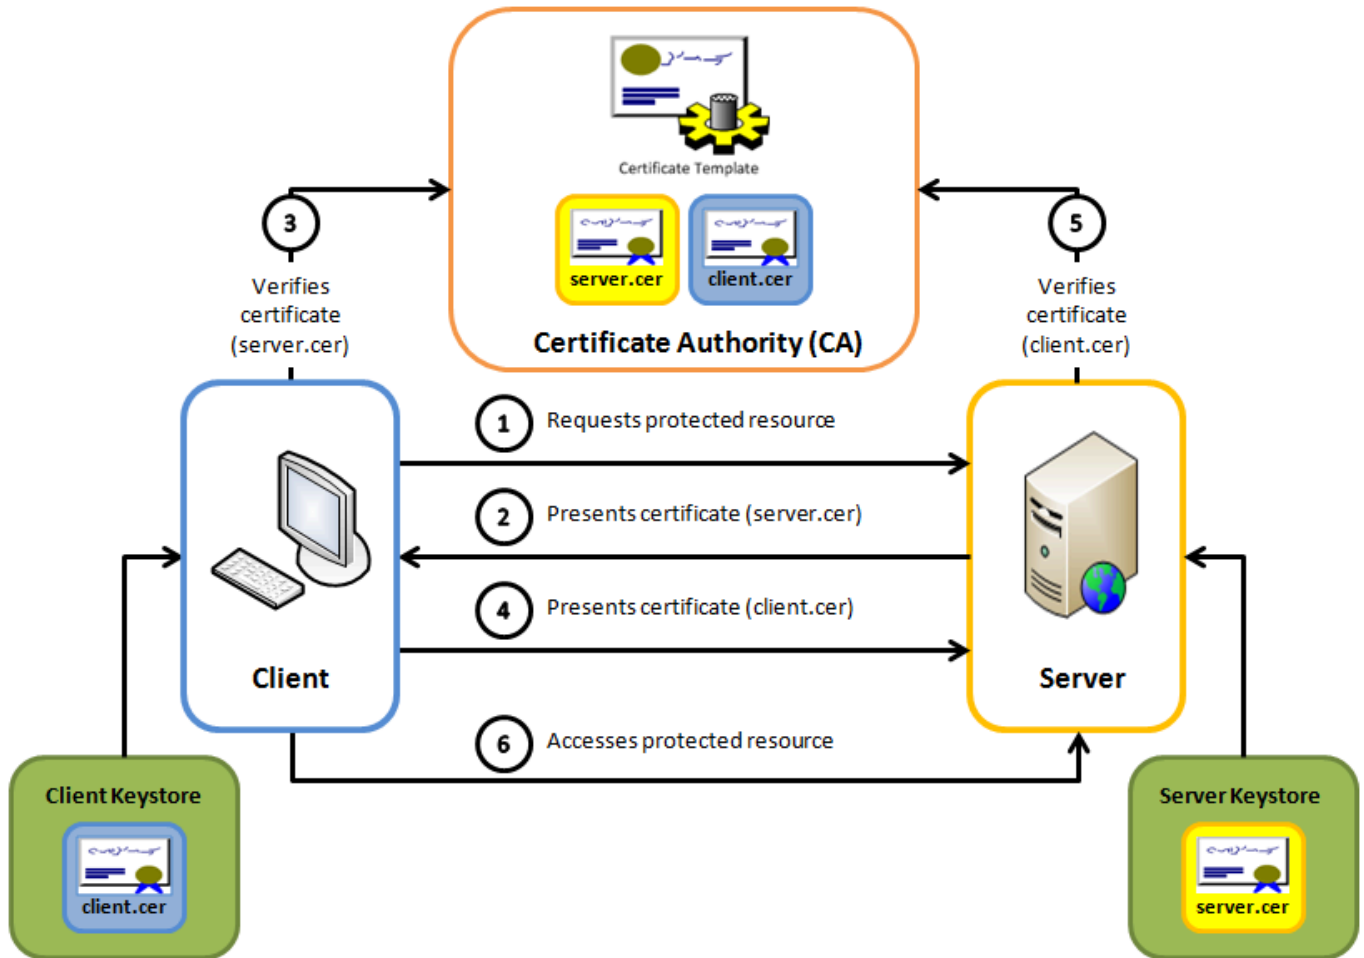 Certificate Template
server.cer
client.cer
Certificate Authority (CA)
3
Verifies
certificate
(server.cer)
5
Verifies
certificate
(client.cer)
1 Requests protected resource
2 Presents certificate (server.cer)
4 Presents certificate (client.cer)
Client
Server
6 Accesses protected resource
Client Keystore
client.cer
Server Keystore
server.cer